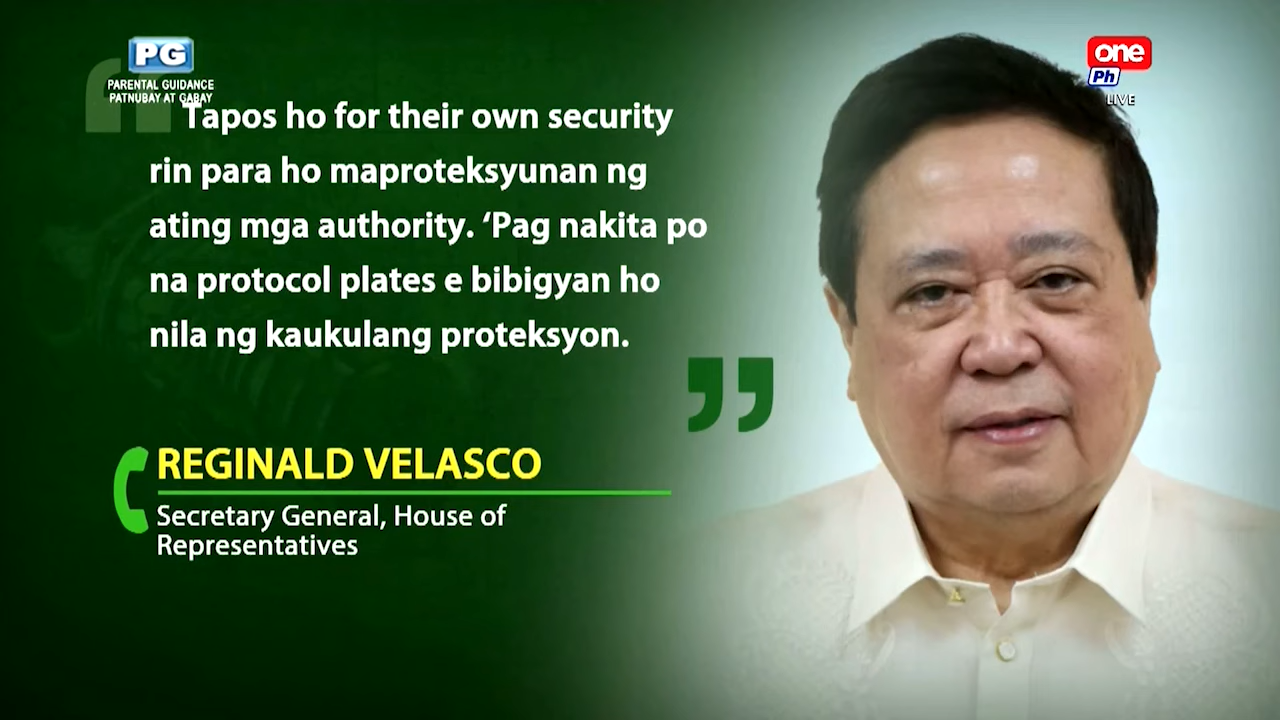 PG
PARENTAL GUIDANCE
PATNUBAY AT GABAY
one
Ph
LIVE
Tapos ho for their own security
rin para ho maproteksyunan ng
ating mga authority. ‘Pag nakita po
na protocol plates e bibigyan ho
nila ng kaukulang proteksyon.
REGINALD VELASCO
Secretary General, House of
Representatives